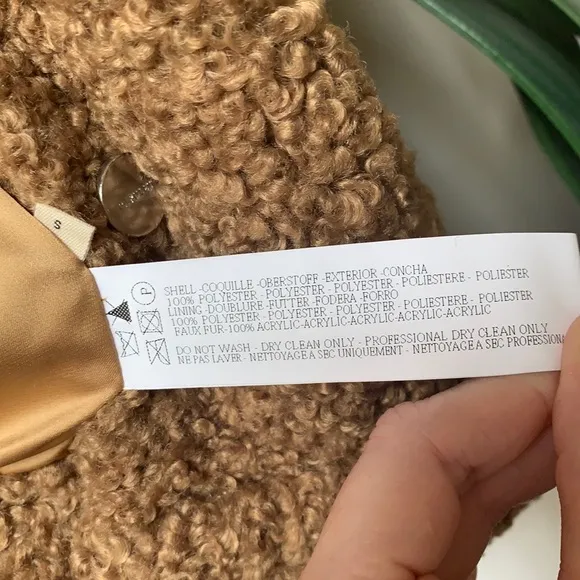 S
P
SHELL -COQUILLE -OBERSTOFF -EXTERIOR -CONCHA
100% POLYESTER - POLYESTER - POLYESTER - POLIESTERE - POLIESTER
LINING -DOUBLURE -FUTTER -FODERA -FORRO
100% POLYESTER - POLYESTER - POLYESTER - POLIESTERE - POLIESTER
FAUX FUR-100% ACRYLIC-ACRYLIC-ACRYLIC-ACRYLIC-ACRYLIC
DO NOT WASH - DRY CLEAN ONLY - PROFESSIONAL DRY CLEAN ONLY
NE PAS LAVER - NETTOYAGE A SEC UNIQUEMENT - NETTOYAGE A SEC